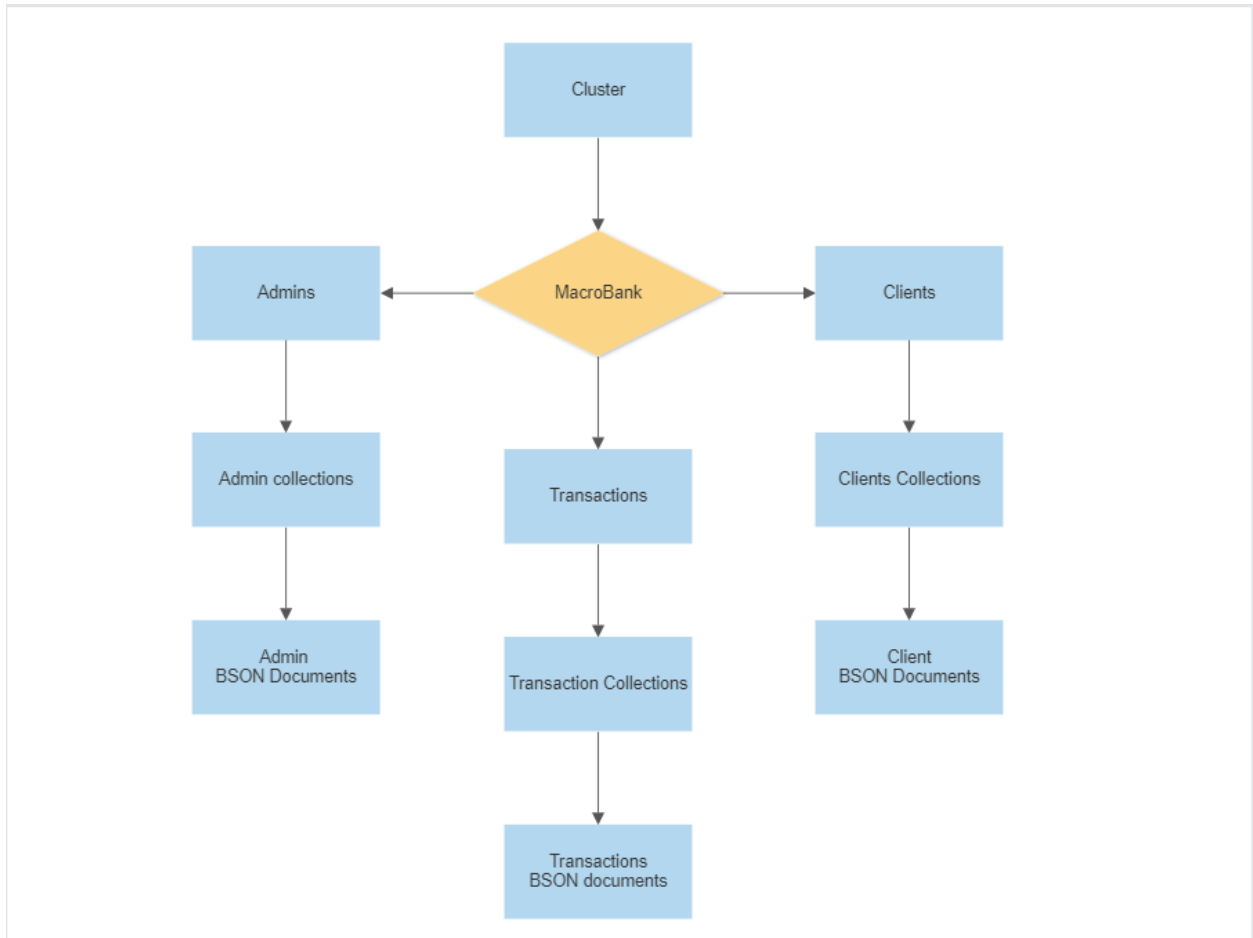 Cluster
Admins
MacroBank
Clients
Admin collections
Transactions
Clients Collections
Admin
BSON Documents
Transaction Collections
Client
BSON Documents
Transactions
BSON documents